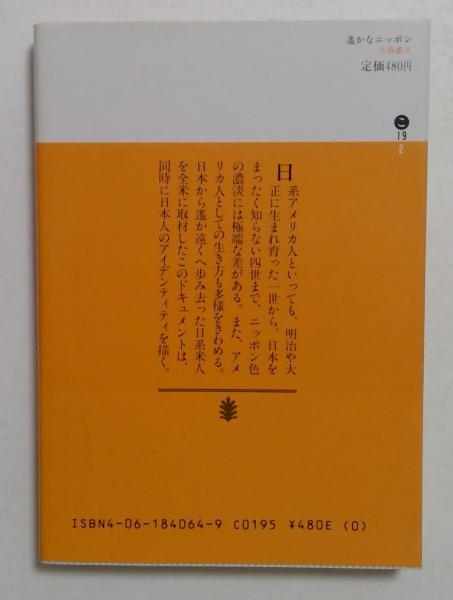 遙かなニッポン
古森義久
定価480円
こ
19
2
日系アメリカ人といっても、明治や大
正に生まれ育った一世から、日本を
まったく知らない四世まで、ニッポン色
の濃淡には極端な差がある。また、アメ
リカ人としての生き方も多様をきわめる。
日本から遙か遠くへ歩み去った日系米人
を全米に取材したこのドキュメントは、
同時に日本人のアイデンティティを描く。
ISBN4-06-184064-9 C0195 ¥480E (0)